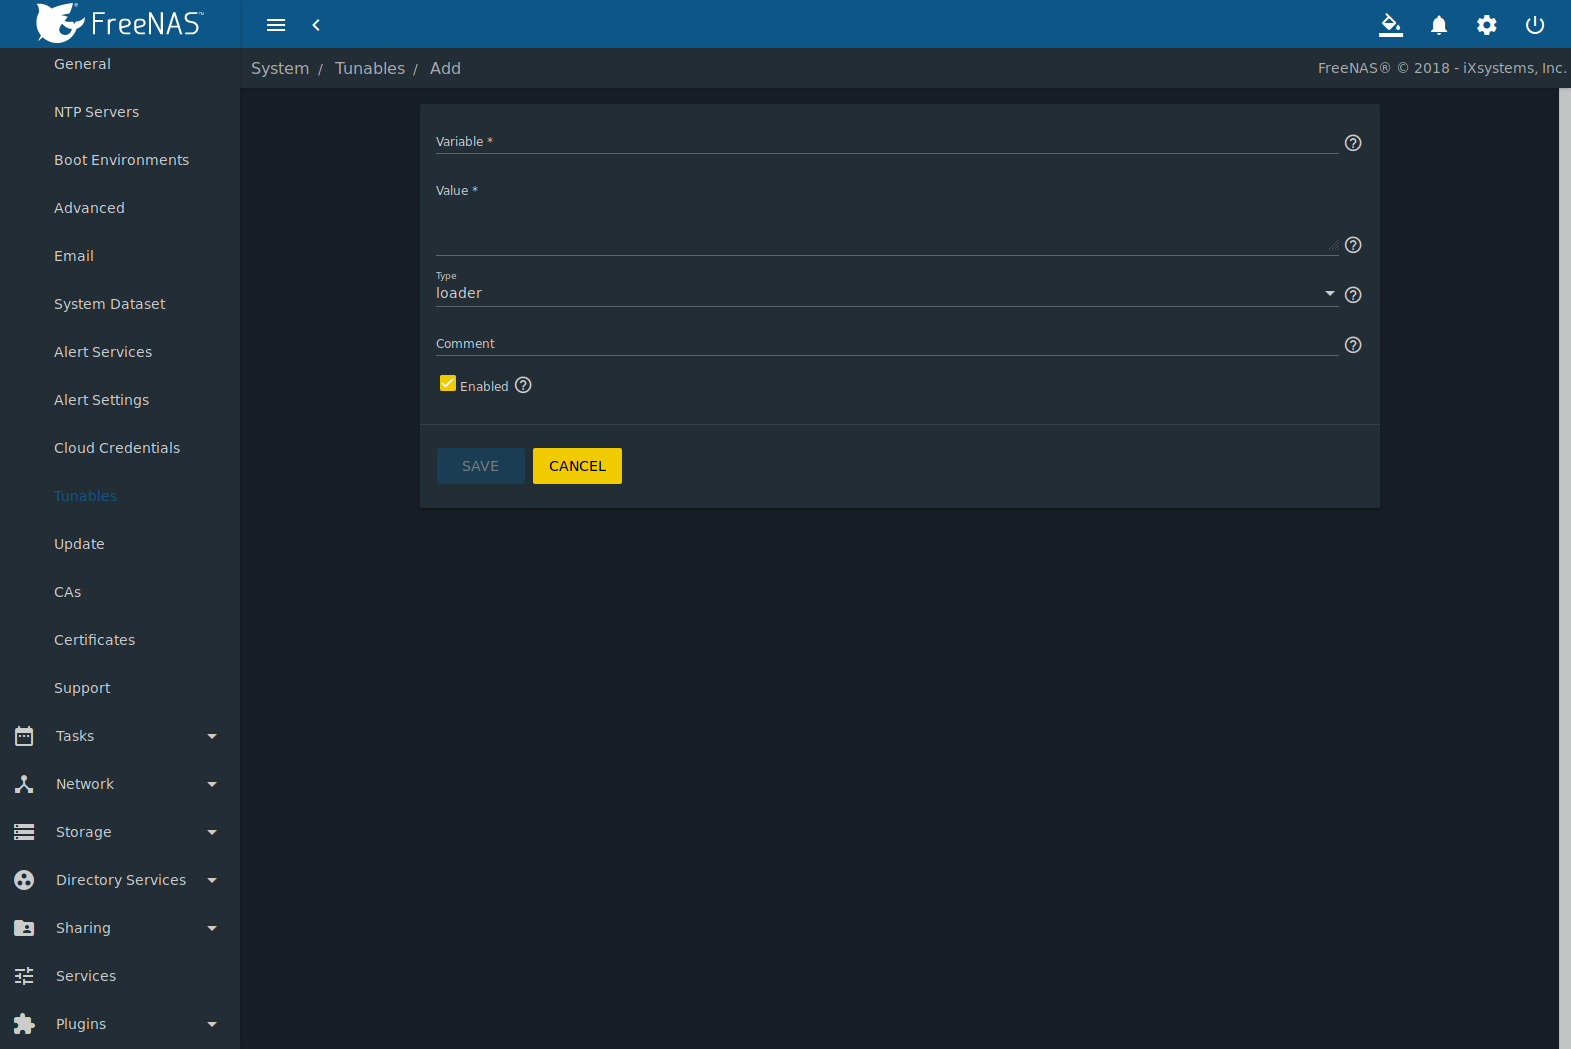 FreeNAS™
System / Tunables / Add
FreeNAS® © 2018 - iXsystems, Inc.
General
NTP Servers
Boot Environments
Advanced
Email
System Dataset
Alert Services
Alert Settings
Cloud Credentials
Tunables
Update
CAs
Certificates
Support
Tasks
Network
Storage
Directory Services
Sharing
Services
Plugins
Variable *
Value *
Type
loader
Comment
Enabled
SAVE
CANCEL